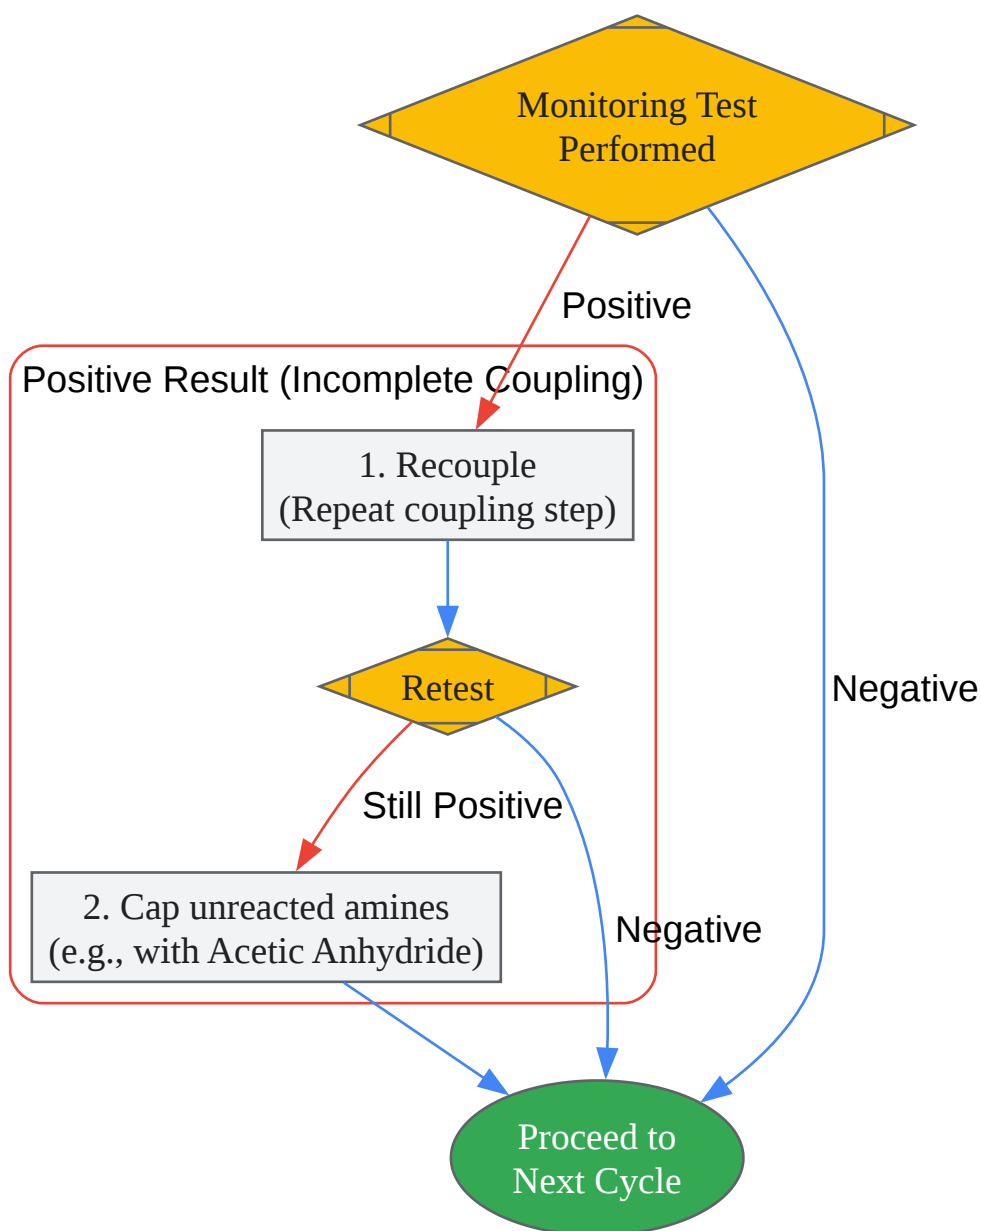 Monitoring Test
Performed
Positive
Positive Result (Incomplete Coupling)
1. Recouple
(Repeat coupling step)
Retest
Negative
Still Positive
2. Cap unreacted amines
(e.g., with Acetic Anhydride)
Negative
Proceed to
Next Cycle